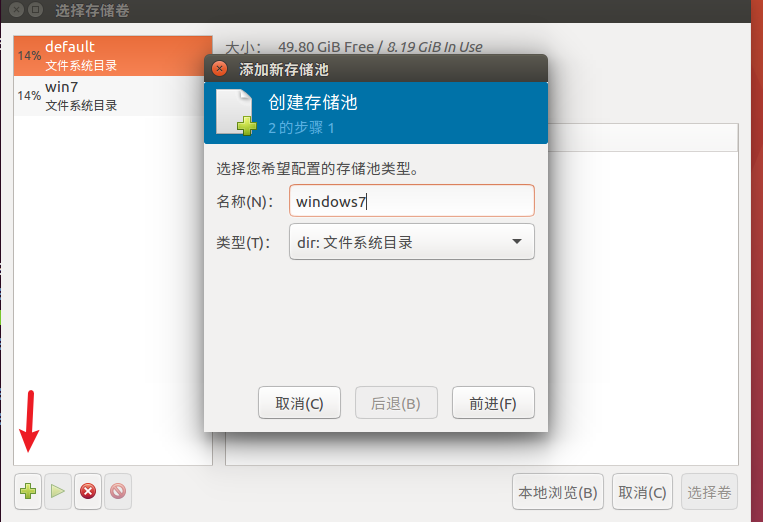 选择存储卷
14% default
文件系统目录
14% win7
文件系统目录
大小： 49.80 GiB Free / 8.19 GiB In Use
添加新存储池
创建存储池
2 的步骤 1
选择您希望配置的存储池类型。
名称(N)： windows7
类型(T)： dir: 文件系统目录
取消(C) 后退(B) 前进(F)
本地浏览(B) 取消(C) 选择卷